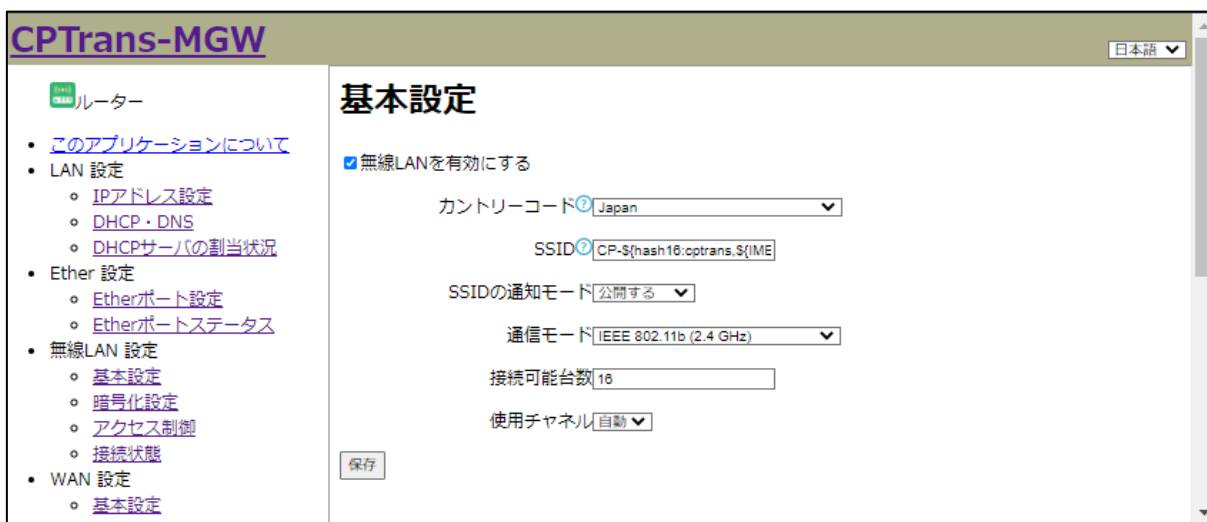 CPTrans-MGW
日本語
ルーター
このアプリケーションについて
LAN 設定
IPアドレス設定
DHCP・DNS
DHCPサーバの割当状況
Ether 設定
Etherポート設定
Etherポートステータス
無線LAN 設定
基本設定
暗号化設定
アクセス制御
接続状態
WAN 設定
基本設定
基本設定
無線LANを有効にする
カントリーコード? Japan
SSID? CP-${hash16:cptrans,${IME
SSIDの通知モード 公開する
通信モード IEEE 802.11b (2.4 GHz)
接続可能台数 16
使用チャネル 自動
保存